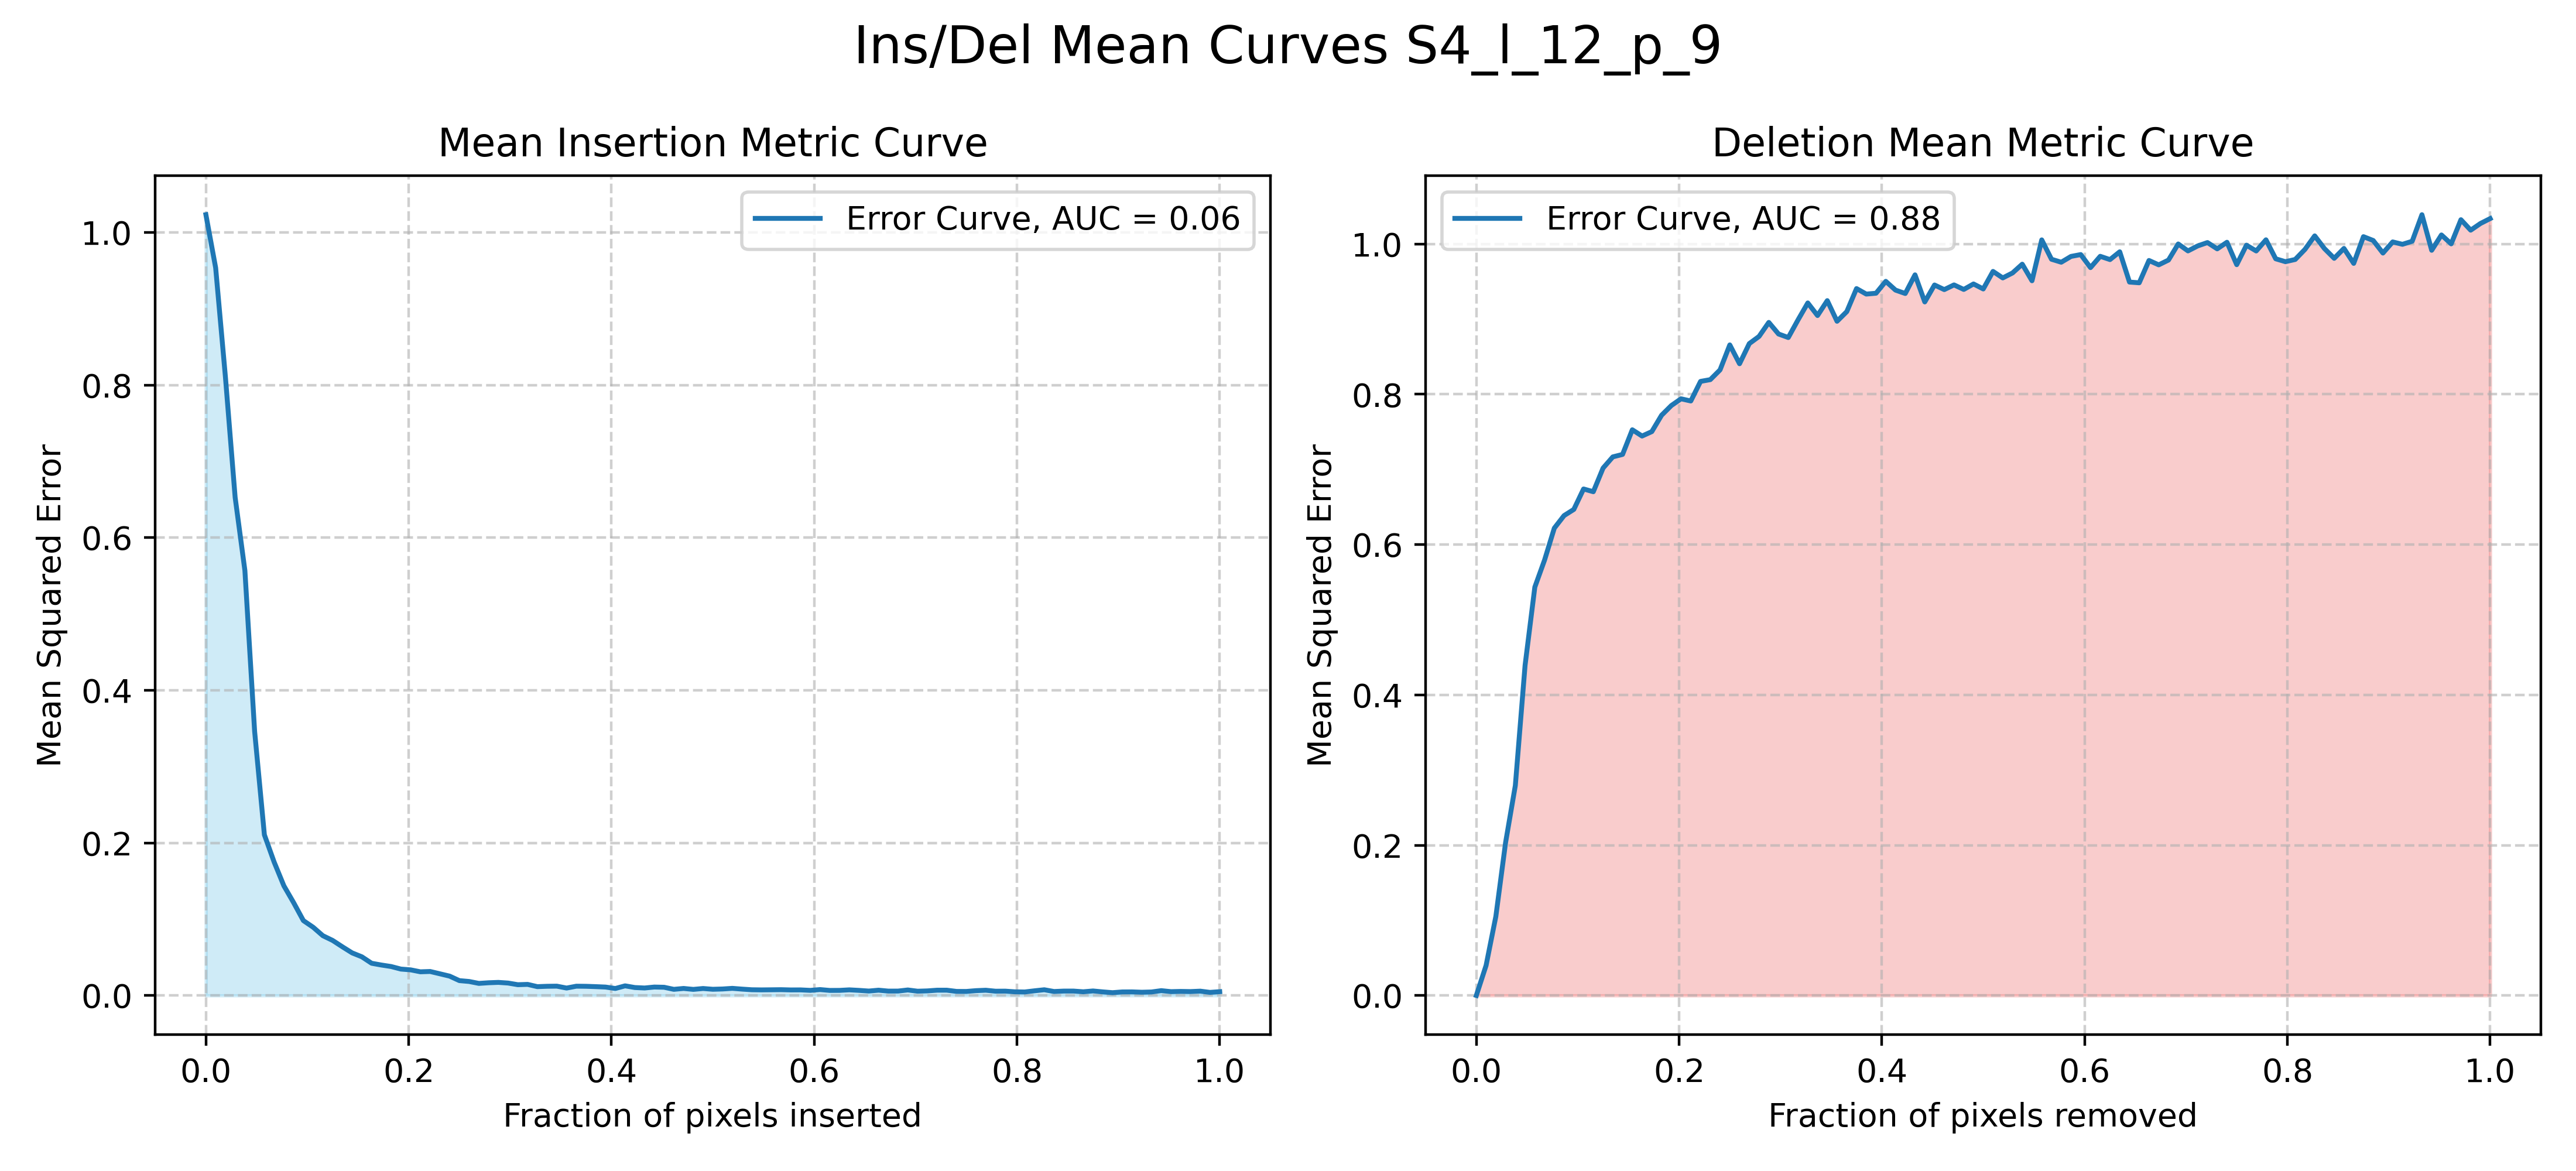 Ins/Del Mean Curves S4_l_12_p_9
Mean Insertion Metric Curve
Error Curve, AUC = 0.06
Mean Squared Error
1.0
0.8
0.6
0.4
0.2
0.0
0.0 0.2 0.4 0.6 0.8 1.0
Fraction of pixels inserted
Deletion Mean Metric Curve
Error Curve, AUC = 0.88
Mean Squared Error
1.0
0.8
0.6
0.4
0.2
0.0
0.0 0.2 0.4 0.6 0.8 1.0
Fraction of pixels removed